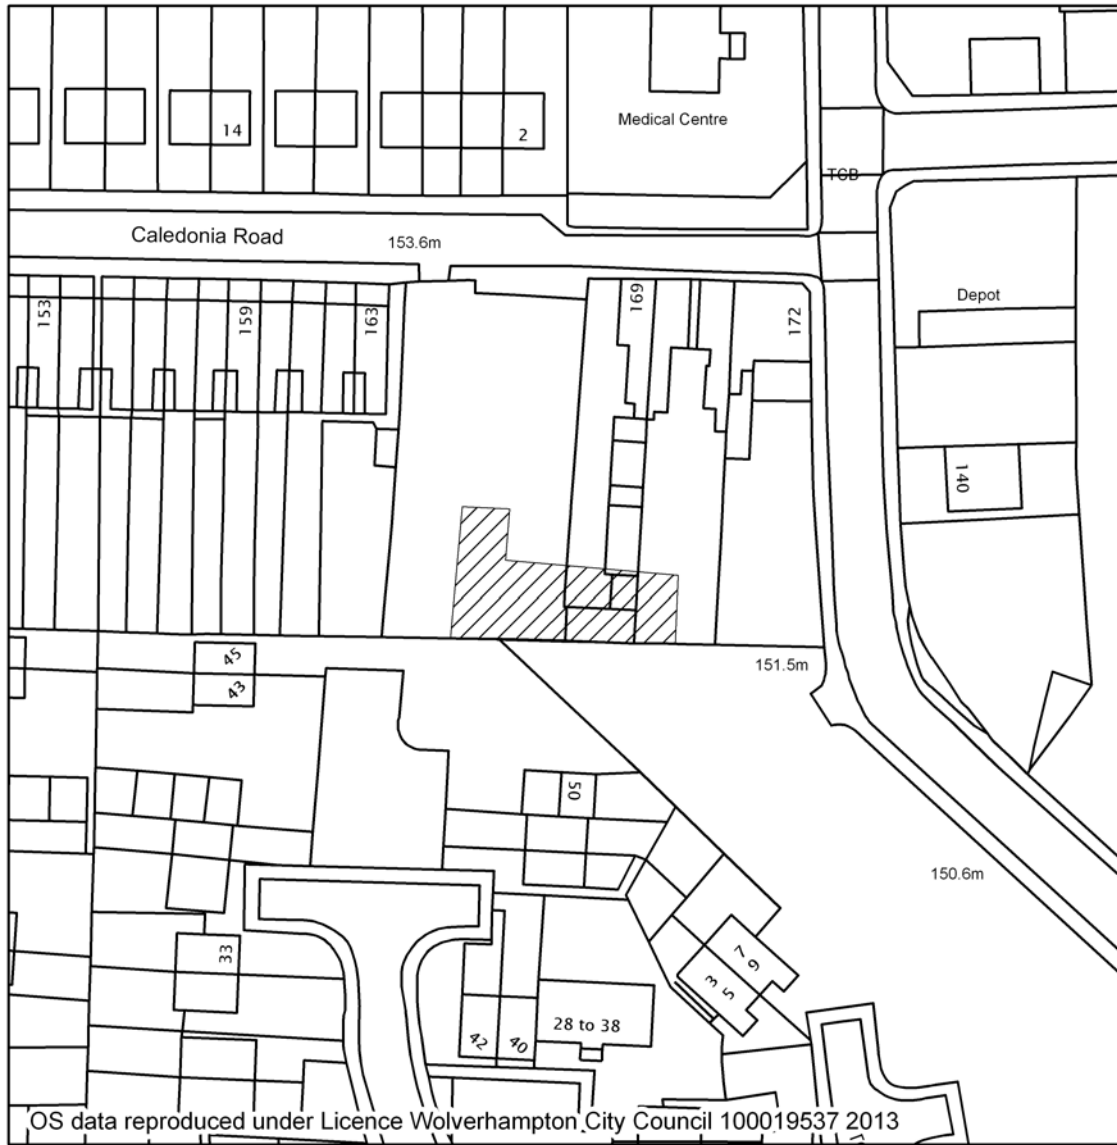 Medical Centre
14
2
TCB
Caledonia Road
153.6m
153
159
163
169
172
Depot
140
45
43
151.5m
50
150.6m
33
7
9
3
5
28 to 38
42
40
OS data reproduced under Licence Wolverhampton City Council 100019537 2013